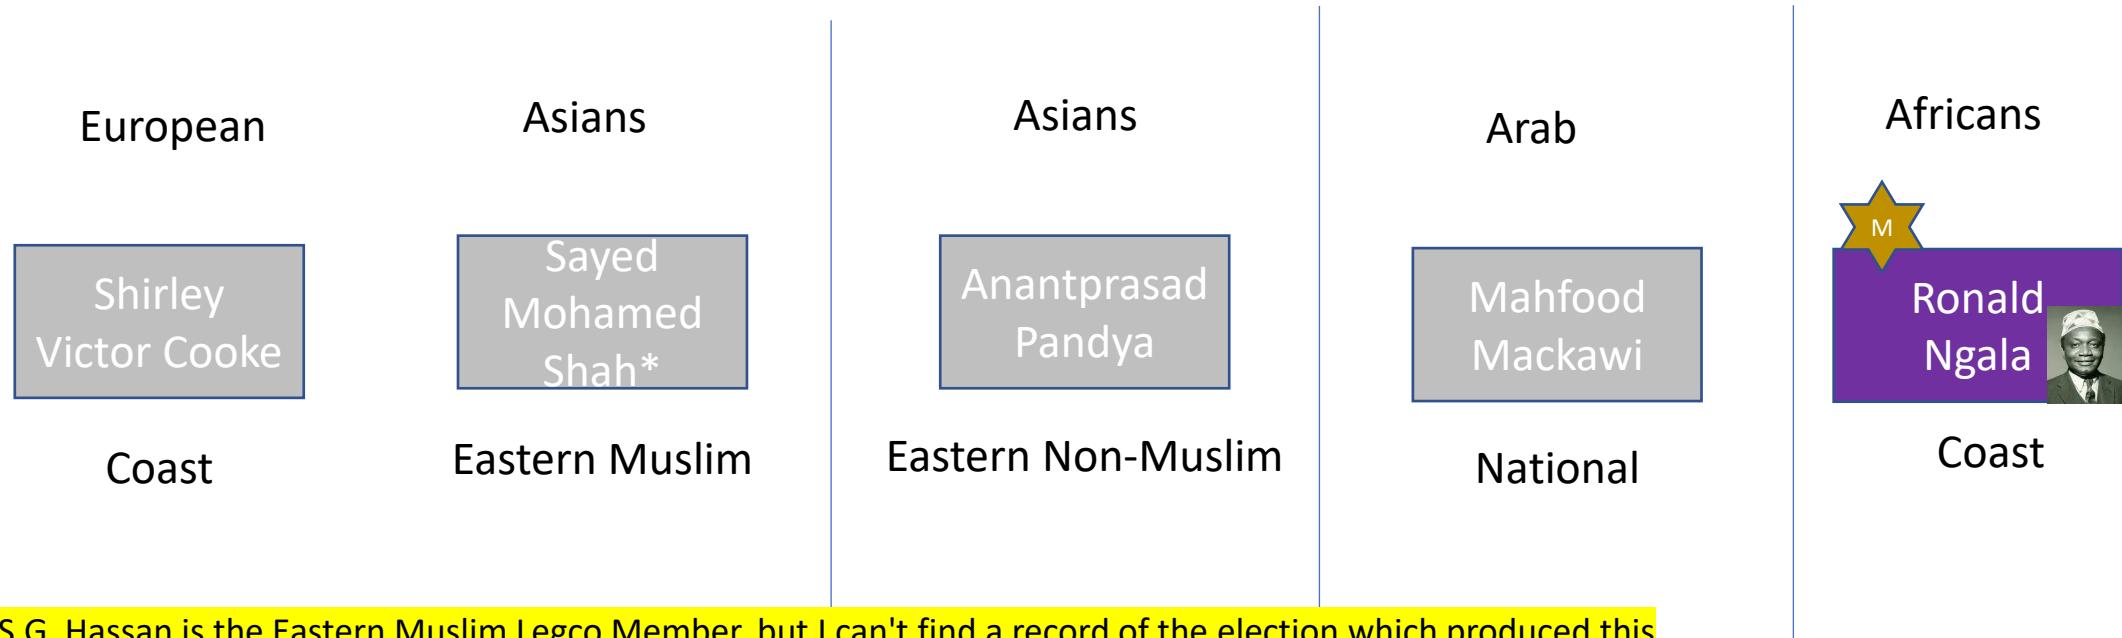 European
Asians
Asians
Arab
Africans
M
Shirley
Victor Cooke
Sayed
Mohamed
Shah*
Anantprasad
Pandya
Mahfood
Mackawi
Ronald
Ngala
Coast
Eastern Muslim
Eastern Non-Muslim
National
Coast
S.G. Hassan is the Eastern Muslim Legco Member, but I can't find a record of the election which produced this